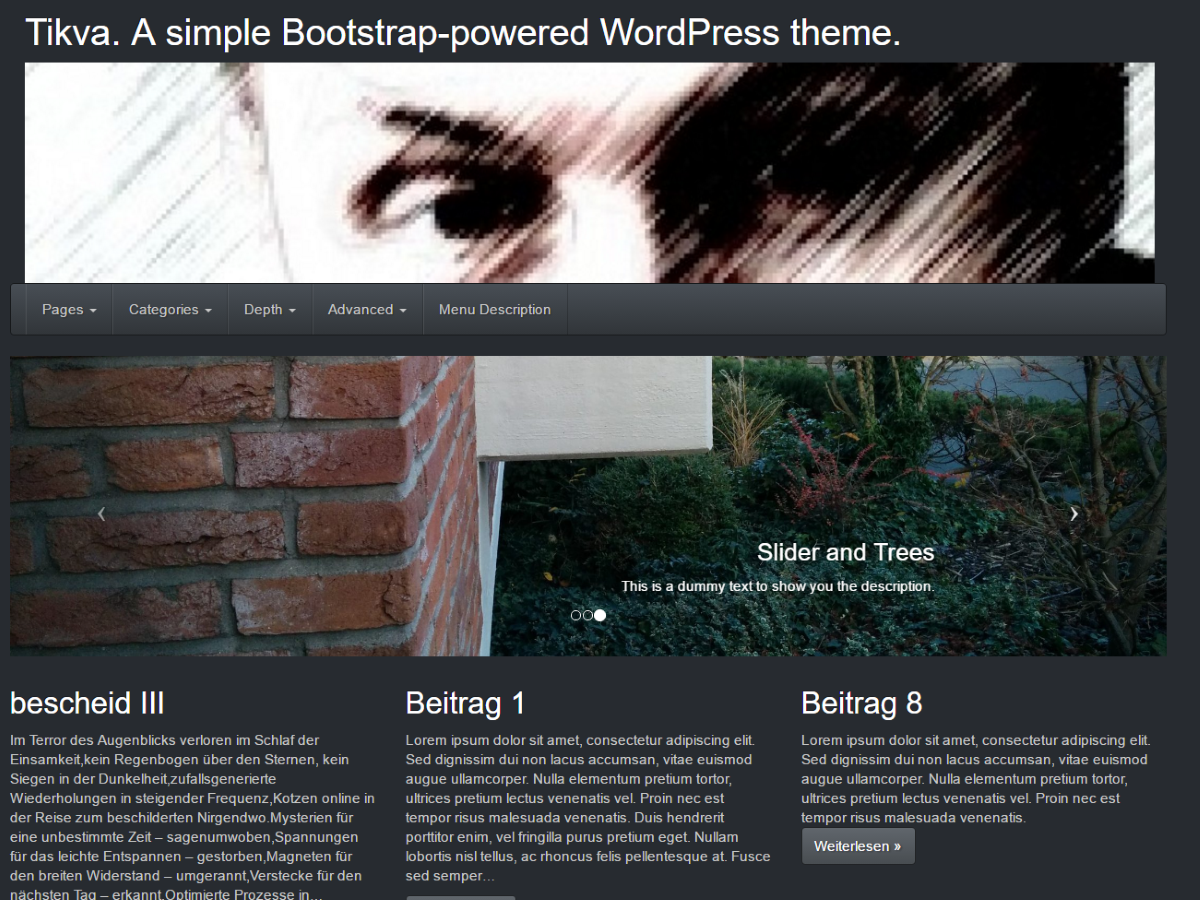 Tikva. A simple Bootstrap-powered WordPress theme.
Pages
Categories
Depth
Advanced
Menu Description
Slider and Trees
This is a dummy text to show you the description.
bescheid III
Im Terror des Augenblicks verloren im Schlaf der
Einsamkeit,kein Regenbogen über den Sternen, kein
Siegen in der Dunkelheit,zufallsgenerierte
Wiederholungen in steigender Frequenz,Kotzen online in
der Reise zum beschilderten Nirgendwo.Mysterien für
eine unbestimmte Zeit – sagenumwoben,Spannungen
für das leichte Entspannen – gestorben,Magneten für
den breiten Widerstand – umgerannt,Verstecke für den
nächsten Tag – erkannt,Optimierte Prozesse in…
Beitrag 1
Lorem ipsum dolor sit amet, consectetur adipiscing elit.
Sed dignissim dui non lacus accumsan, vitae euismod
augue ullamcorper. Nulla elementum pretium tortor,
ultrices pretium lectus venenatis vel. Proin nec est
tempor risus malesuada venenatis. Duis hendrerit
porttitor enim, vel fringilla purus pretium eget. Nullam
lobortis nisl tellus, ac rhoncus felis pellentesque at. Fusce
sed semper…
Beitrag 8
Lorem ipsum dolor sit amet, consectetur adipiscing elit.
Sed dignissim dui non lacus accumsan, vitae euismod
augue ullamcorper. Nulla elementum pretium tortor,
ultrices pretium lectus venenatis vel. Proin nec est
tempor risus malesuada venenatis.
Weiterlesen »